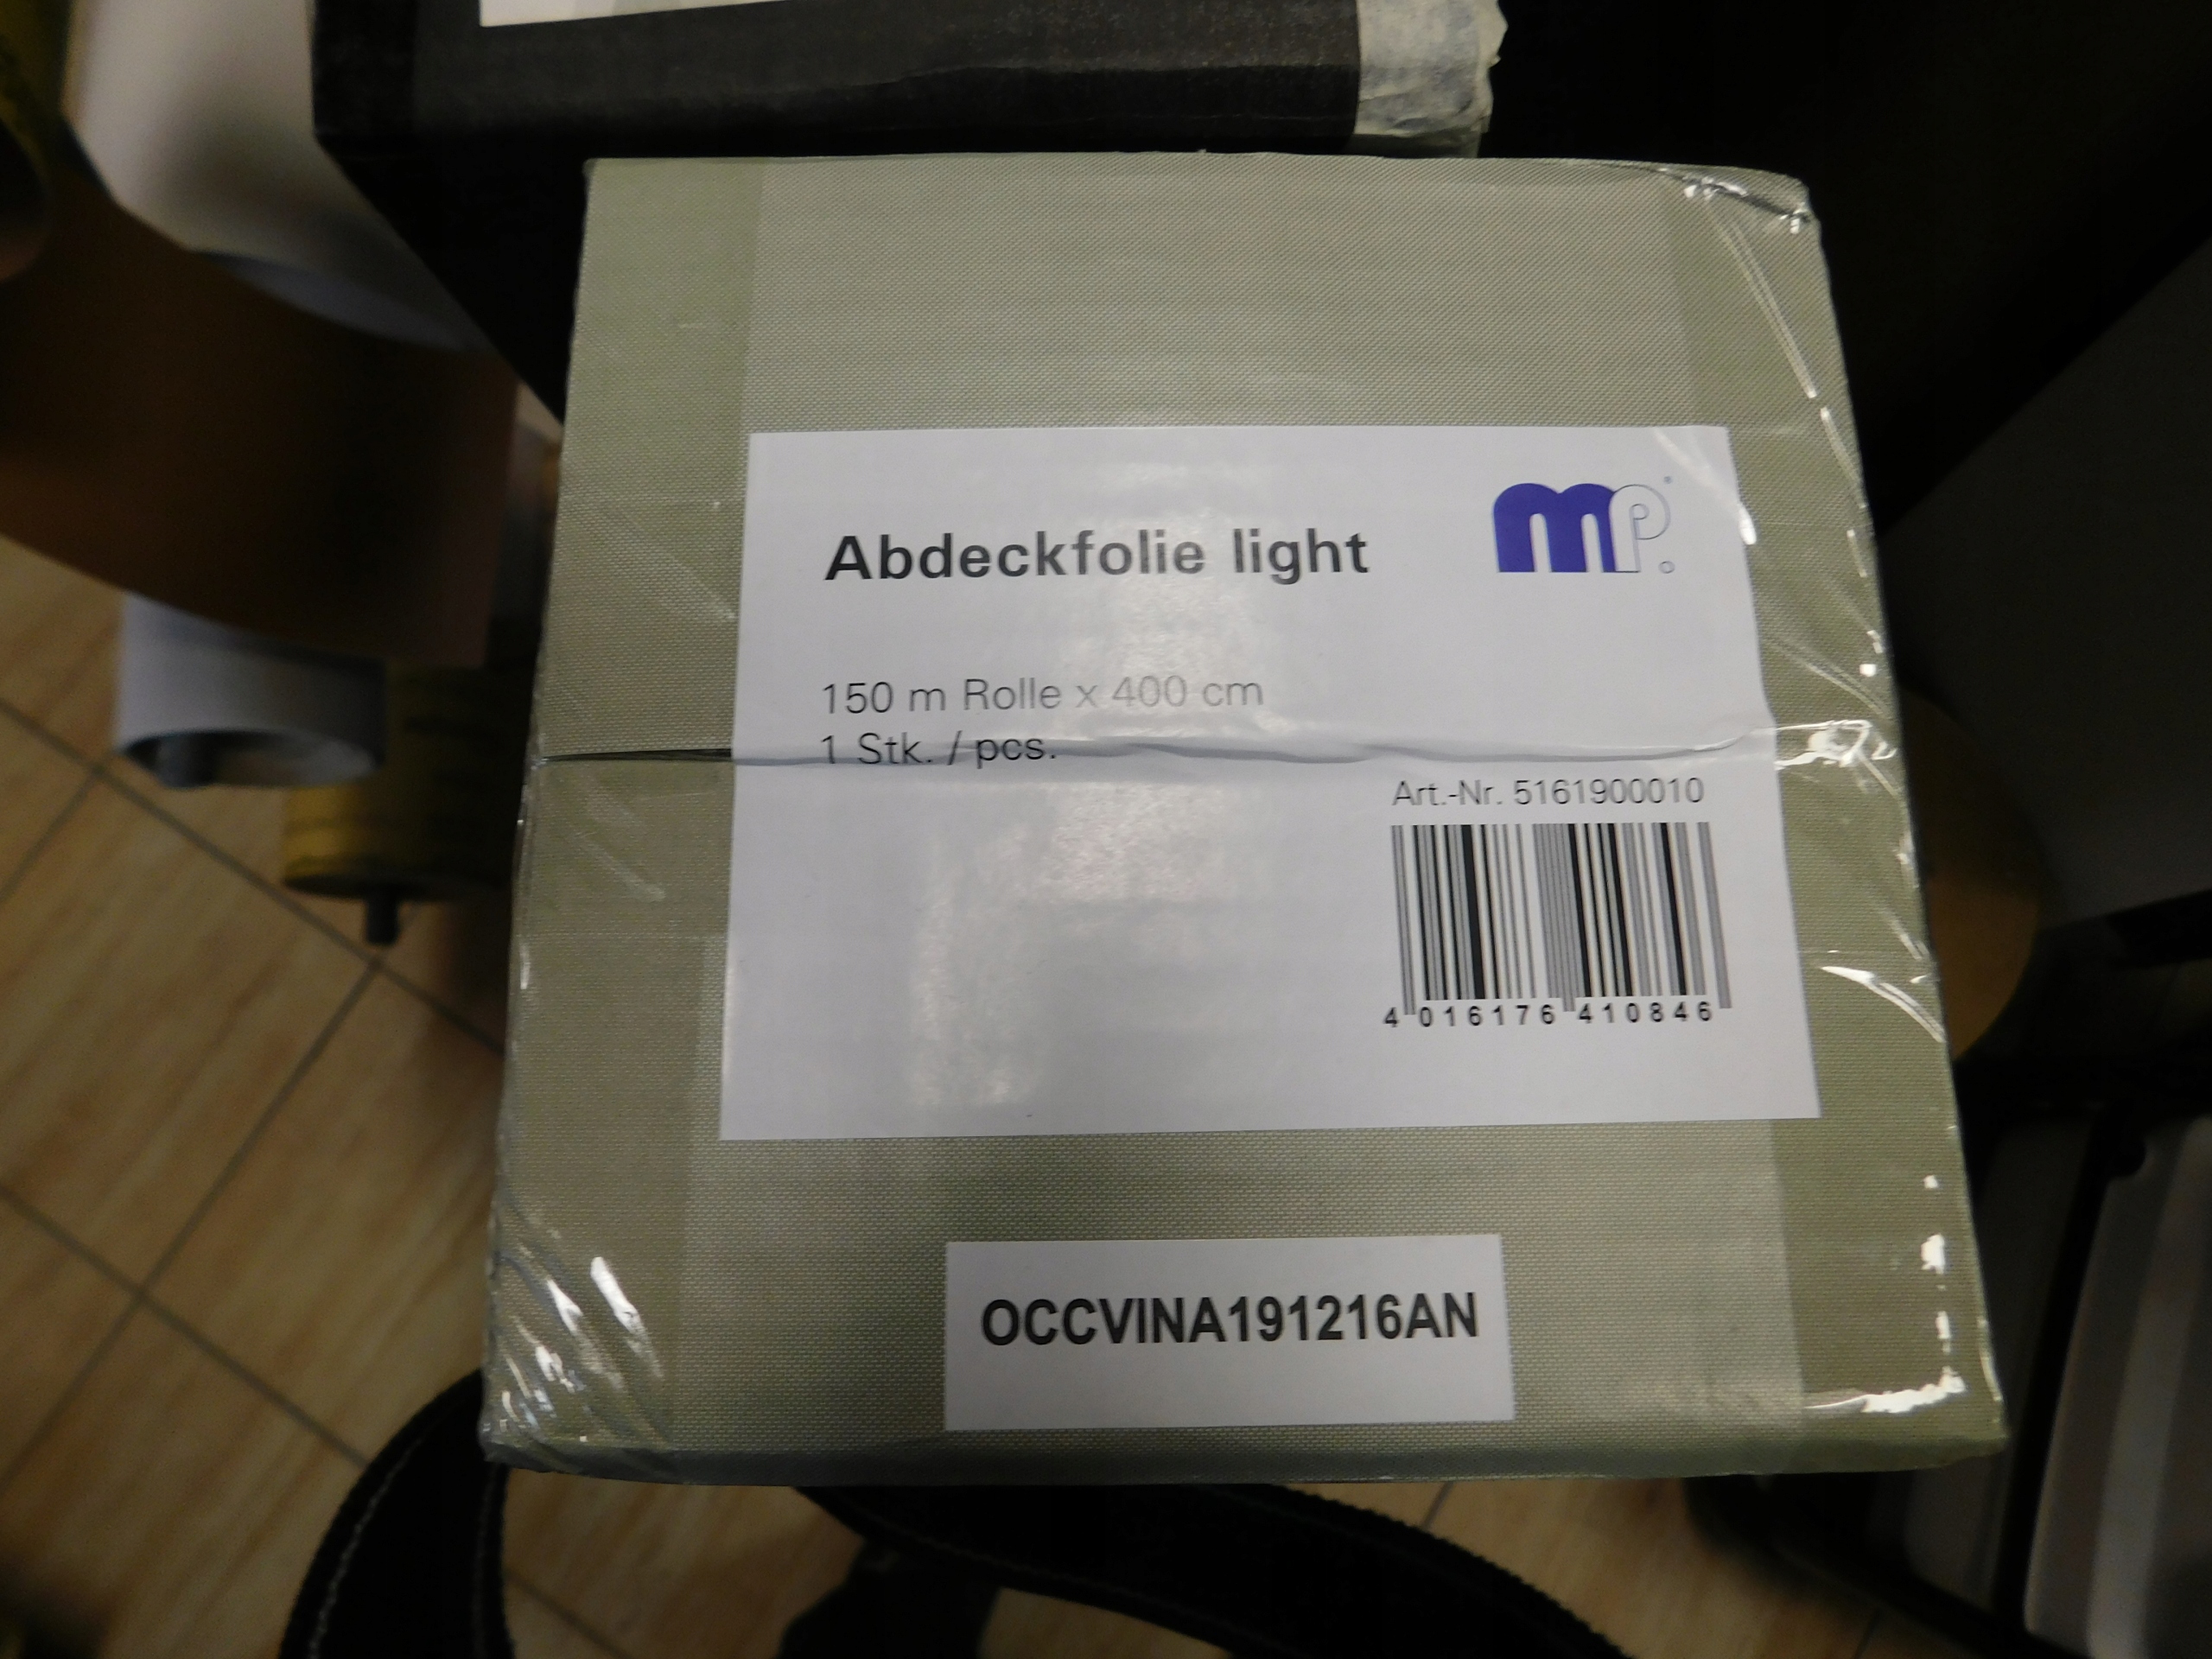 Abdeckfolie light
mp®
150 m Rolle x 400 cm
1 Stk. / pcs.
Art.-Nr. 5161900010
4 016176 410846
OCCVINA191216AN